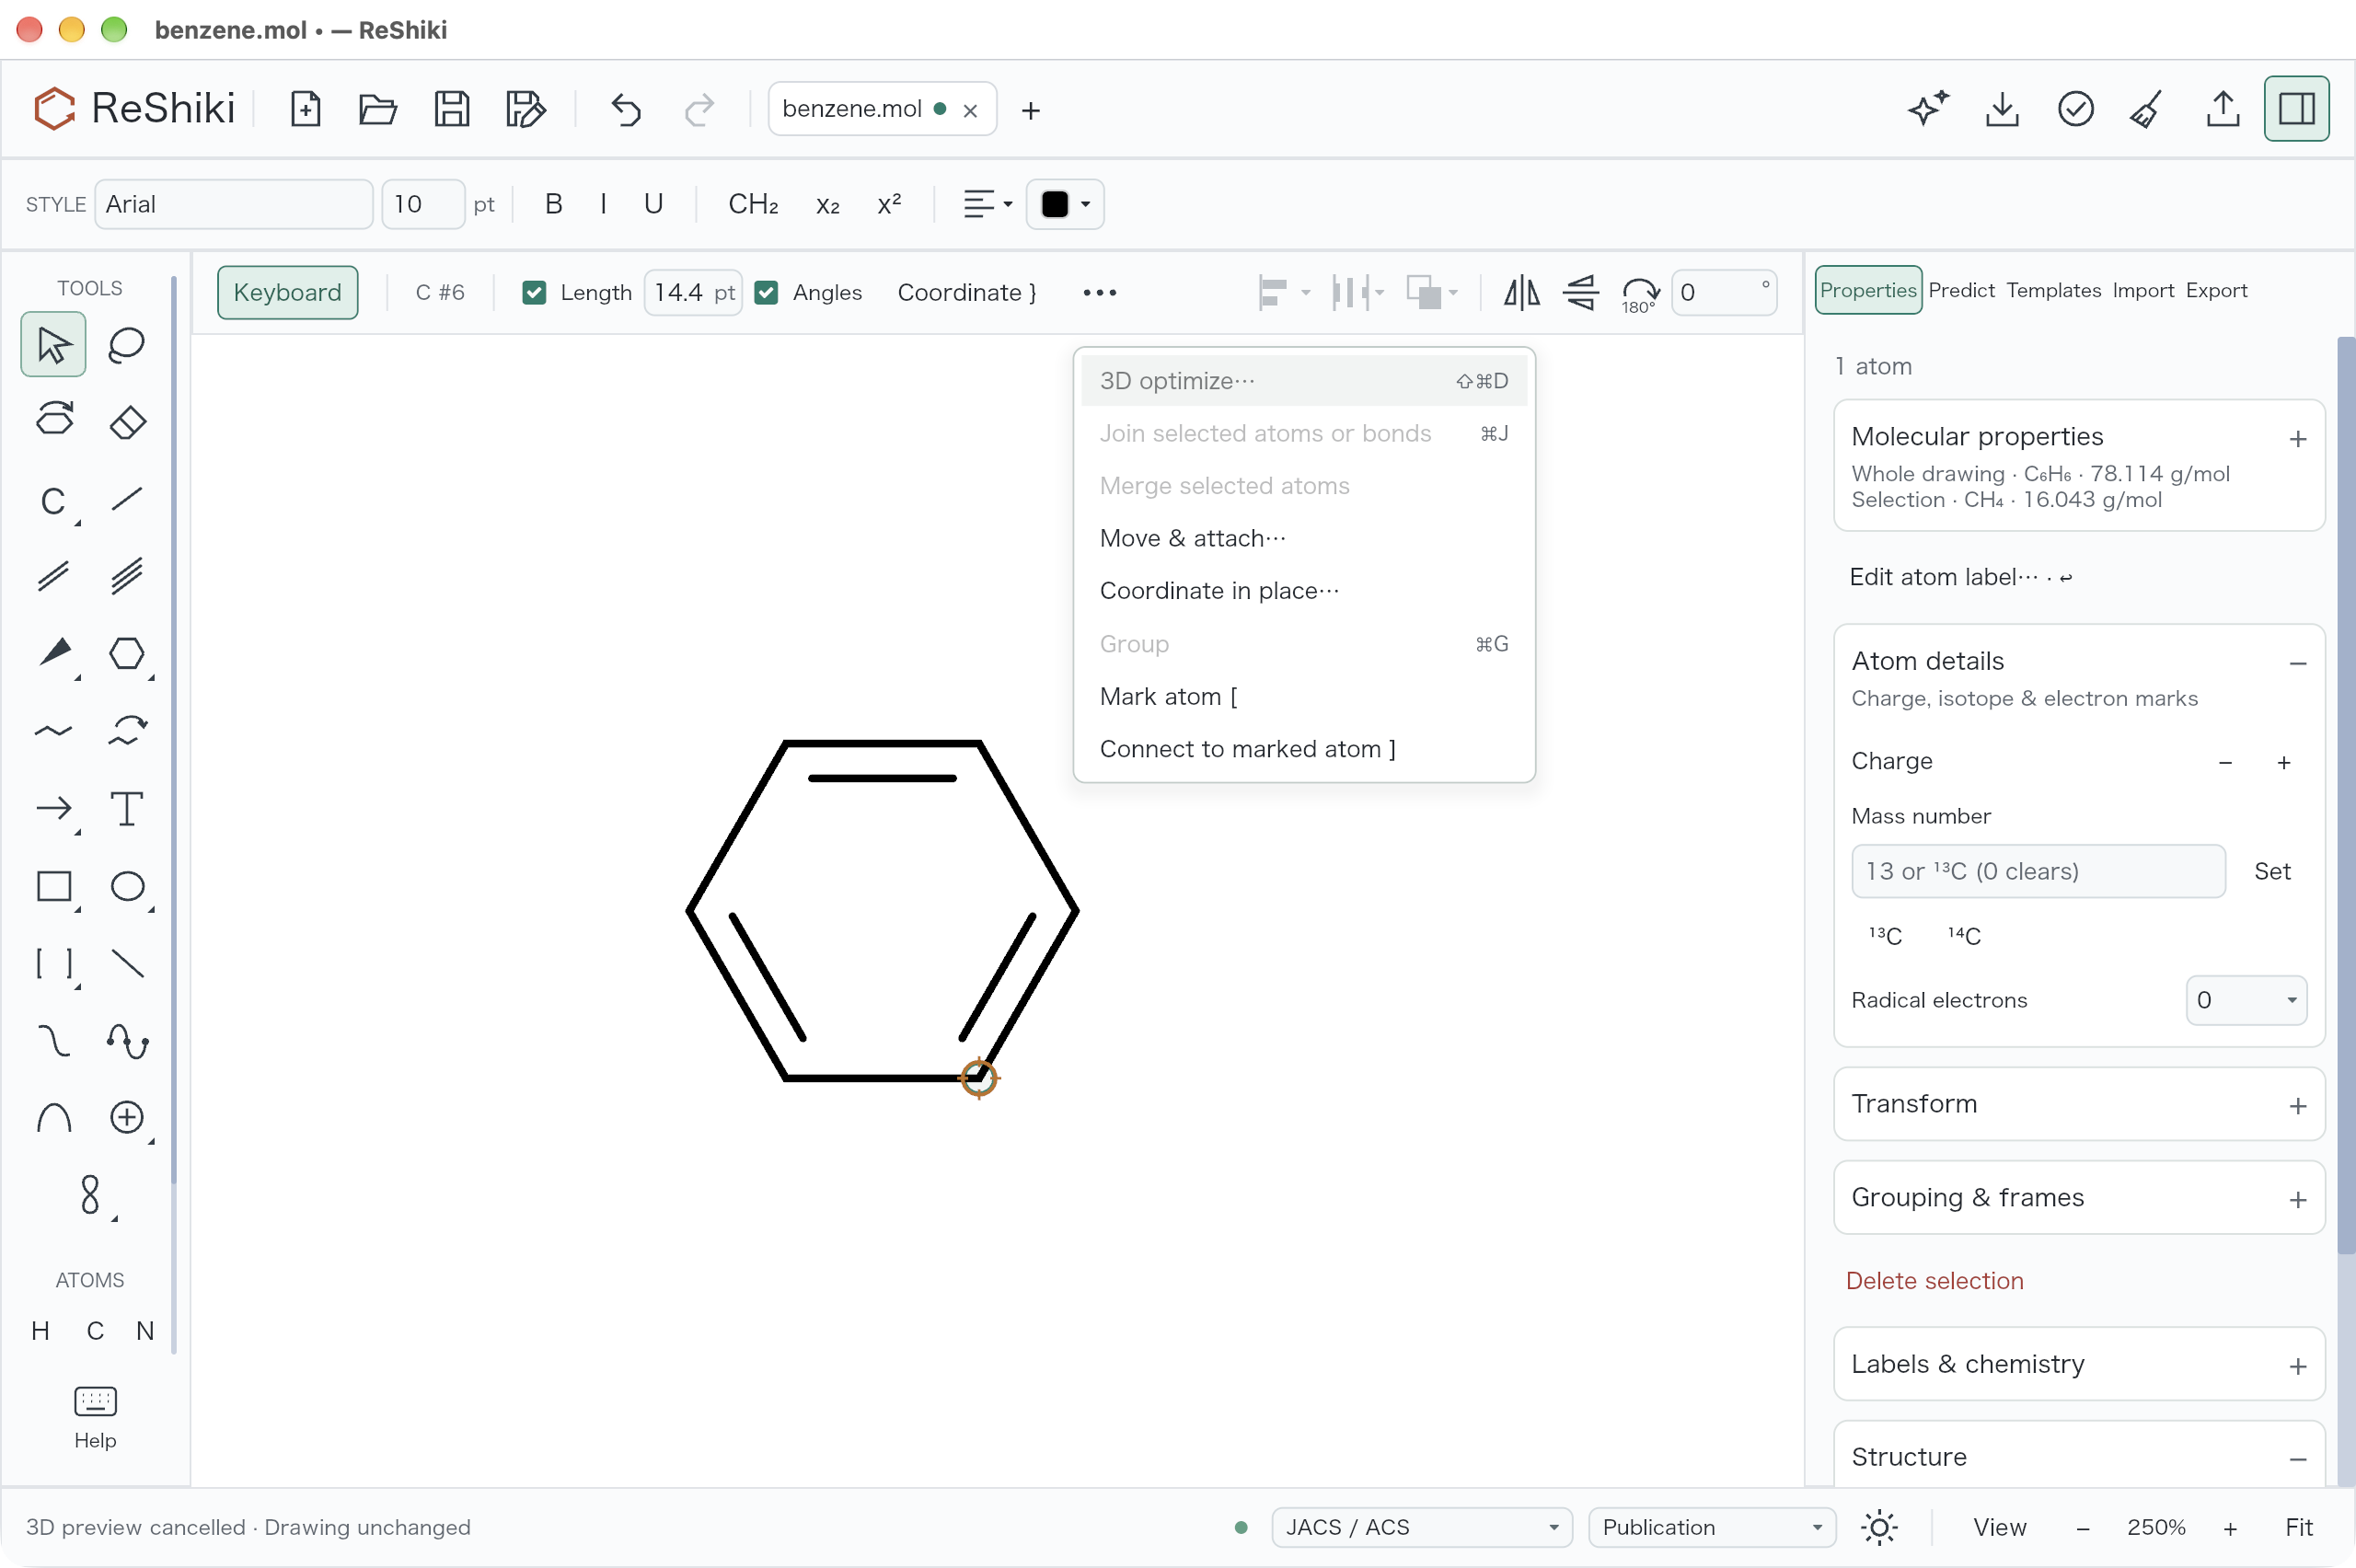 benzene.mol • — ReShiki
ReShiki
benzene.mol ● × +
STYLE Arial 10 pt B I U CH₂ x₂ x²
TOOLS
Keyboard C #6 Length 14.4 pt Angles Coordinate } ••• 180° 0 °
Properties Predict Templates Import Export
C
T
[ ]
ATOMS
H C N
Help
3D optimize··· ⇧⌘D
Join selected atoms or bonds ⌘J
Merge selected atoms
Move & attach···
Coordinate in place···
Group ⌘G
Mark atom [
Connect to marked atom ]
1 atom
Molecular properties +
Whole drawing · C₆H₆ · 78.114 g/mol
Selection · CH₄ · 16.043 g/mol
Edit atom label··· · ↩
Atom details −
Charge, isotope & electron marks
Charge − +
Mass number
13 or ¹³C (0 clears) Set
¹³C ¹⁴C
Radical electrons 0
Transform +
Grouping & frames +
Delete selection
Labels & chemistry +
Structure −
3D preview cancelled · Drawing unchanged
JACS / ACS Publication View − 250% + Fit